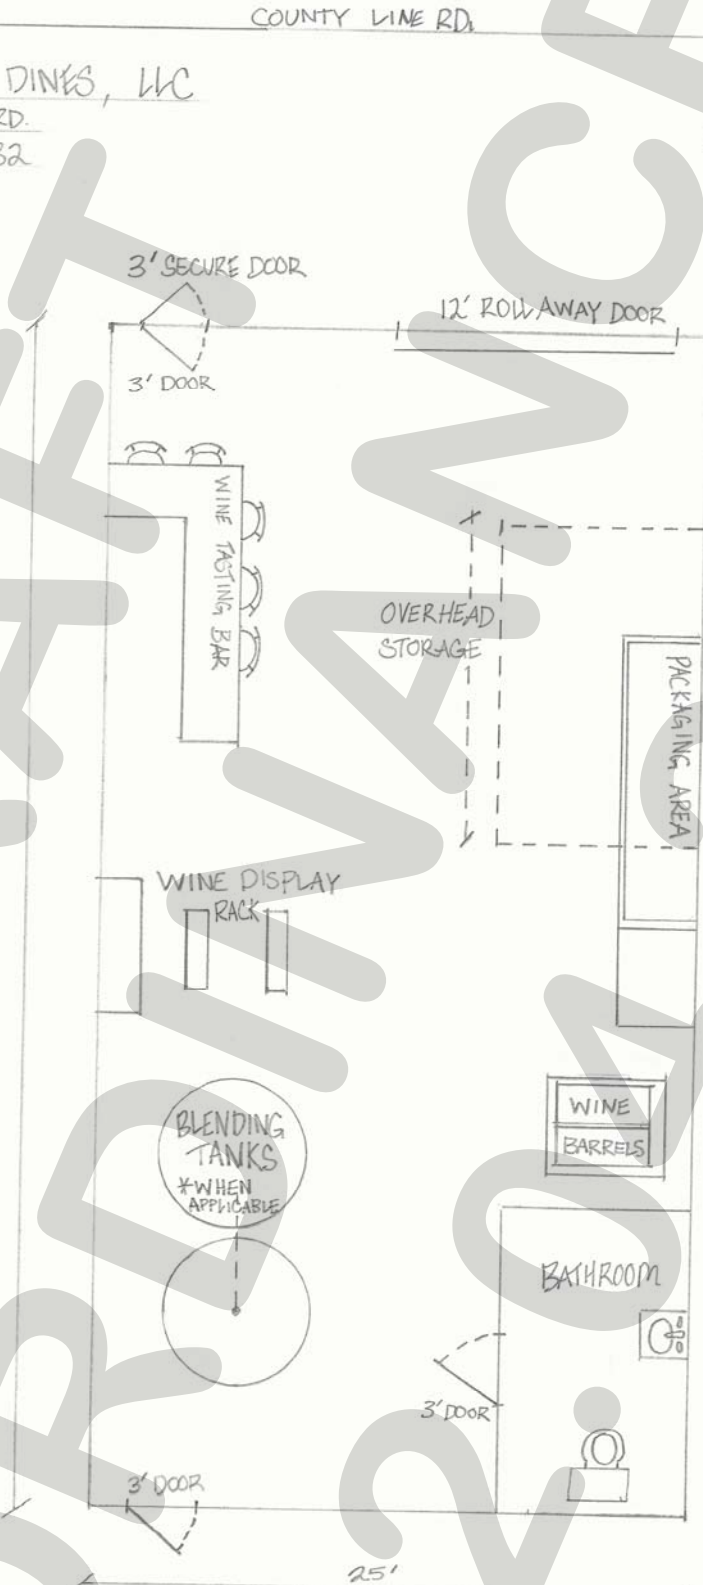 COUNTY LINE RD.
DINES, LLC
RD.
32
3' SECURE DOOR
12' ROLL AWAY DOOR
3' DOOR
WINE TASTING BAR
OVERHEAD
STORAGE
PACKAGING AREA
WINE DISPLAY
RACK
BLENDING
TANKS
*WHEN
APPLICABLE
WINE
BARRELS
BATHROOM
3' DOOR
3' DOOR
25'